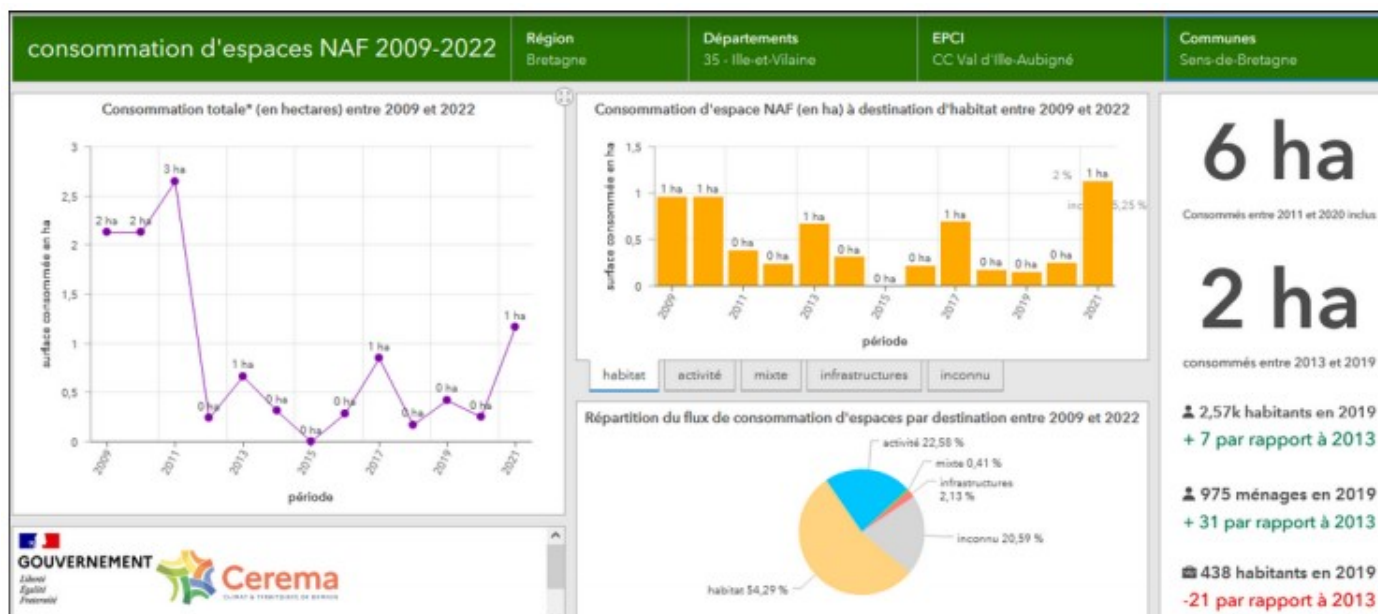 consommation d'espaces NAF 2009-2022
Région
Bretagne
Départements
35 - Ille-et-Vilaine
EPCI
CC Val d'Ille-Aubigné
Communes
Sens-de-Bretagne
Consommation totale* (en hectares) entre 2009 et 2022
surface consommée en ha
3
2,5
2
1,5
1
0,5
0
2 ha
2 ha
3 ha
0 ha
1 ha
0 ha
0 ha
0 ha
1 ha
0 ha
0 ha
0 ha
1 ha
2009
2011
2013
2015
2017
2019
2021
période
Consommation d'espace NAF (en ha) à destination d'habitat entre 2009 et 2022
surface consommée en ha
1,5
1
0,5
0
1 ha
1 ha
0 ha
0 ha
1 ha
0 ha
0 ha
0 ha
1 ha
0 ha
0 ha
0 ha
1 ha
2 %
5,25 %
2009
2011
2013
2015
2017
2019
2021
période
habitat
activité
mixte
infrastructures
inconnu
Répartition du flux de consommation d'espaces par destination entre 2009 et 2022
activité 22,58 %
mixte 0,41 %
infrastructures
2,13 %
inconnu 20,59 %
habitat 54,29 %
6 ha
Consommés entre 2011 et 2020 inclus
2 ha
consommés entre 2013 et 2019
2,57k habitants en 2019
+ 7 par rapport à 2013
975 ménages en 2019
+ 31 par rapport à 2013
438 habitants en 2019
-21 par rapport à 2013
GOUVERNEMENT
Liberté
Égalité
Fraternité
Cerema
CLIMAT & TERRITOIRES DE DEMAIN